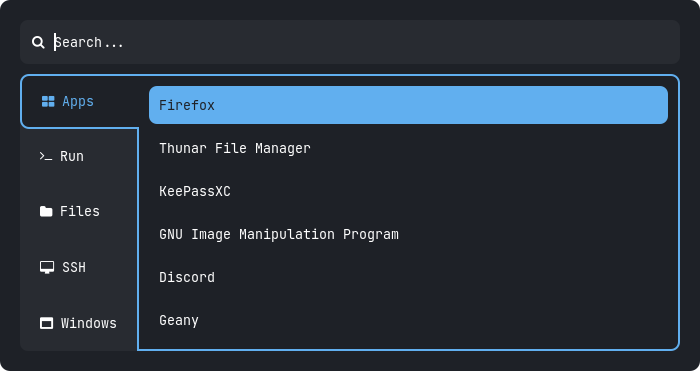 Search...
Apps
Run
Files
SSH
Windows
Firefox
Thunar File Manager
KeePassXC
GNU Image Manipulation Program
Discord
Geany